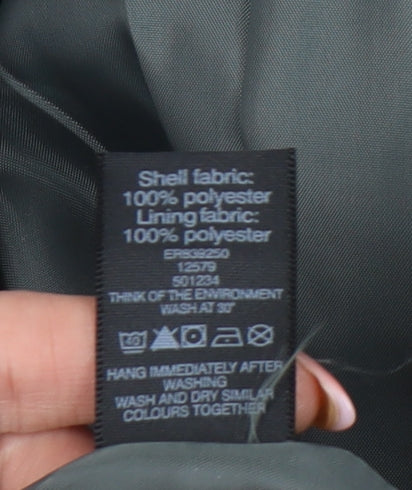 Shell fabric:
100% polyester
Lining fabric:
100% polyester
ER839250
12579
501234
THINK OF THE ENVIRONMENT
WASH AT 30°
40
HANG IMMEDIATELY AFTER
WASHING
WASH AND DRY SIMILAR
COLOURS TOGETHER